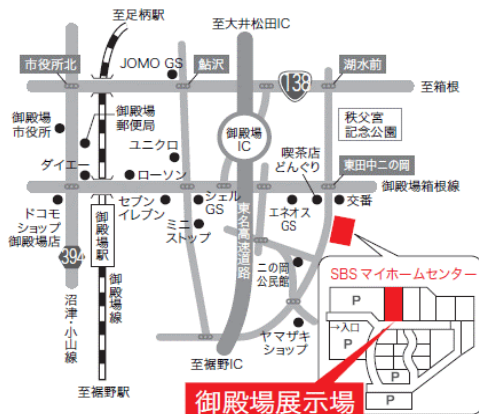 至足柄駅
至大井松田IC
市役所北
JOMO GS
鮎沢
138
湖水前
至箱根
御殿場
市役所
御殿場
郵便局
ユニクロ
御殿場
IC
秩父宮
記念公園
喫茶店
どんぐり
東田中二の岡
ダイエー
ローソン
御殿場箱根線
ドコモ
ショップ
御殿場店
セブン
イレブン
シェル
GS
ミニ
ストップ
エネオス
GS
交番
394
御殿場駅
御殿場線
東名高速道路
沼津・小山線
二の岡
公民館
ヤマザキ
ショップ
SBSマイホームセンター
P
→入口
P
P
P
至裾野IC
至裾野駅
御殿場展示場